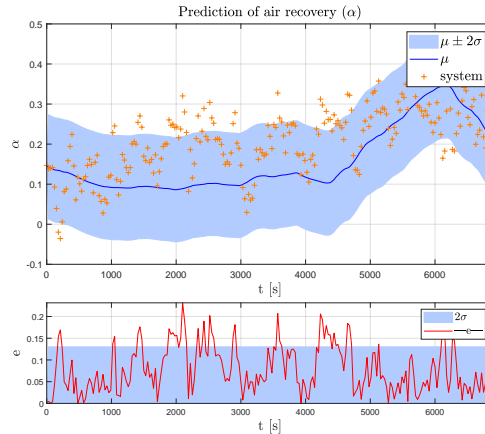 Prediction of air recovery (α)
0.5
0.4
0.3
0.2
0.1
0
-0.1
α
μ ± 2σ
μ
system
0 1000 2000 3000 4000 5000 6000
t [s]
0.2
0.15
0.1
0.05
0
e
2σ
e
0 1000 2000 3000 4000 5000 6000
t [s]